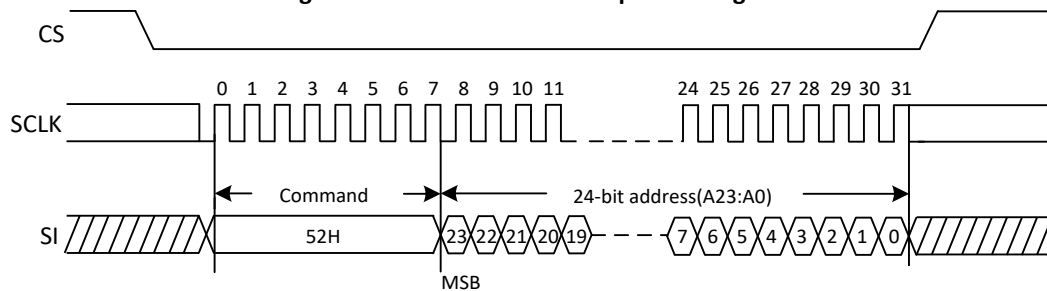 CS
0 1 2 3 4 5 6 7 8 9 10 11 24 25 26 27 28 29 30 31
SCLK
Command 24-bit address(A23:A0)
SI 52H 23 22 21 20 19 7 6 5 4 3 2 1 0
MSB